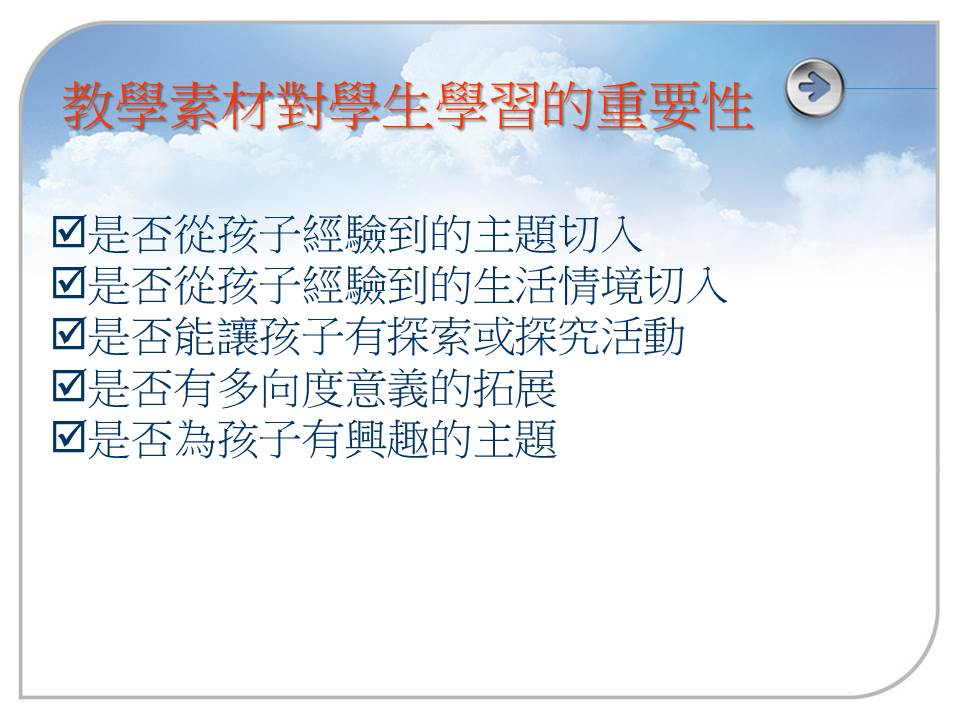 教學素材對學生學習的重要性
☑是否從孩子經驗到的主題切入
☑是否從孩子經驗到的生活情境切入
☑是否能讓孩子有探索或探究活動
☑是否有多向度意義的拓展
☑是否為孩子有興趣的主題